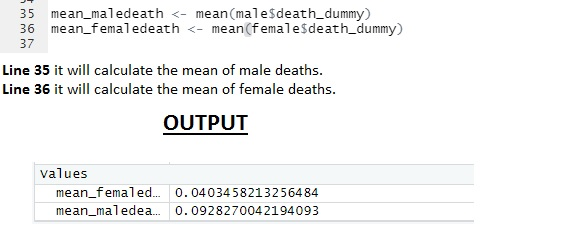 35 mean_maledeath <- mean(male$death_dummy)
36 mean_femaledeath <- mean(female$death_dummy)
37
Line 35 it will calculate the mean of male deaths.
Line 36 it will calculate the mean of female deaths.
OUTPUT
values
mean_femaled… 0.0403458213256484
mean_maledea… 0.0928270042194093